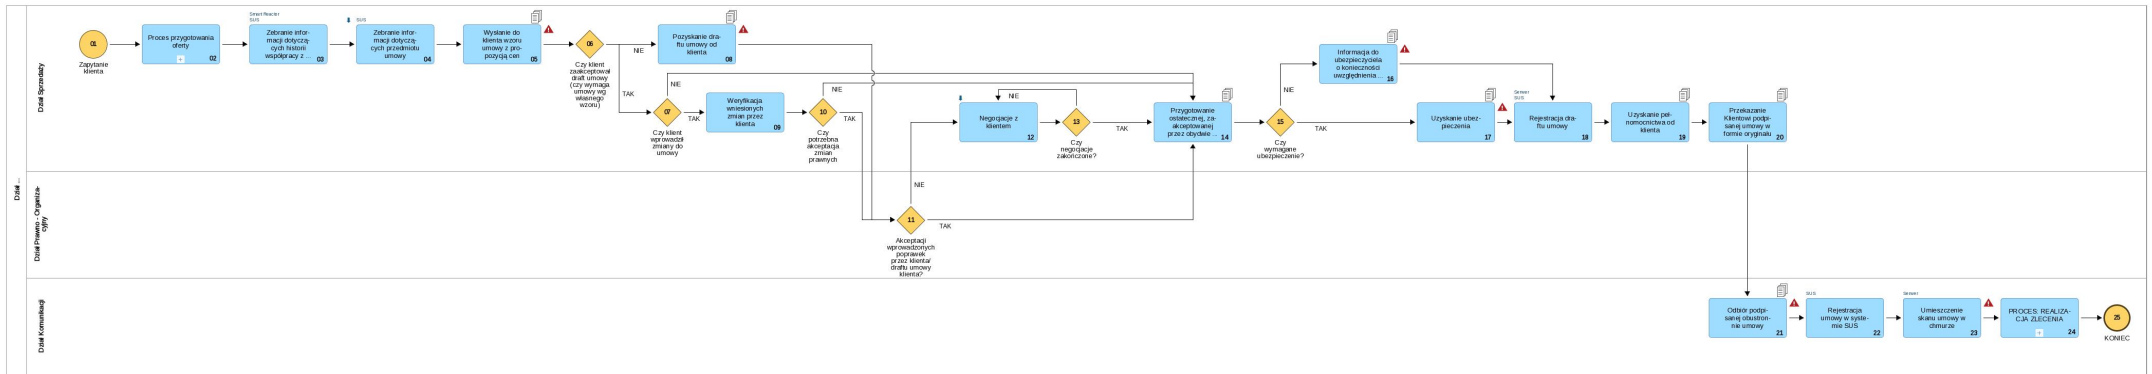 Dział ...
Dział Sprzedaży
01
Zapytanie
klienta
Proces przygotowania
oferty
02
Smart Reactor
SUS
Zebranie infor-
macji dotyczą-
cych historii
współpracy z ...
03
SUS
Zebranie infor-
macji dotyczą-
cych przedmiotu
umowy
04
Wysłanie do
klienta wzoru
umowy z pro-
pozycją cen
05
06
Czy klient
zaakceptował
draft umowy
(czy wymaga
umowy wg
własnego
wzoru)
NIE
TAK
Pozyskanie dra-
ftu umowy od
klienta
08
07
Czy klient
wprowadził
zmiany do
umowy
NIE
TAK
Weryfikacja
wniesionych
zmian przez
klienta
09
10
Czy
potrzebna
akceptacja
zmian
prawnych
NIE
TAK
Negocjacje z
klientem
12
NIE
13
Czy
negocjacje
zakończone?
TAK
Przygotowanie
ostatecznej, za-
akceptowanej
przez obydwie ...
14
15
Czy
wymagane
ubezpieczenie?
NIE
TAK
Informacja do
ubezpieczyciela
o konieczności
uwzględnienia ...
16
Uzyskanie ubez-
pieczenia
17
Serwer
SUS
Rejestracja dra-
ftu umowy
18
Uzyskanie peł-
nomocnictwa od
klienta
19
Przekazanie
Klientowi podpi-
sanej umowy w
formie oryginału
20
Dział Prawno - Organiza-
cyjny
NIE
11
TAK
Akceptacji
wprowadzonych
poprawek
przez klienta/
draftu umowy
klienta?
Dział Komunikacji
Odbiór podpi-
sanej obustron-
nie umowy
21
SUS
Rejestracja
umowy w syste-
mie SUS
22
Serwer
Umieszczenie
skanu umowy w
chmurze
23
PROCES: REALIZA-
CJA ZLECENIA
24
25
KONIEC